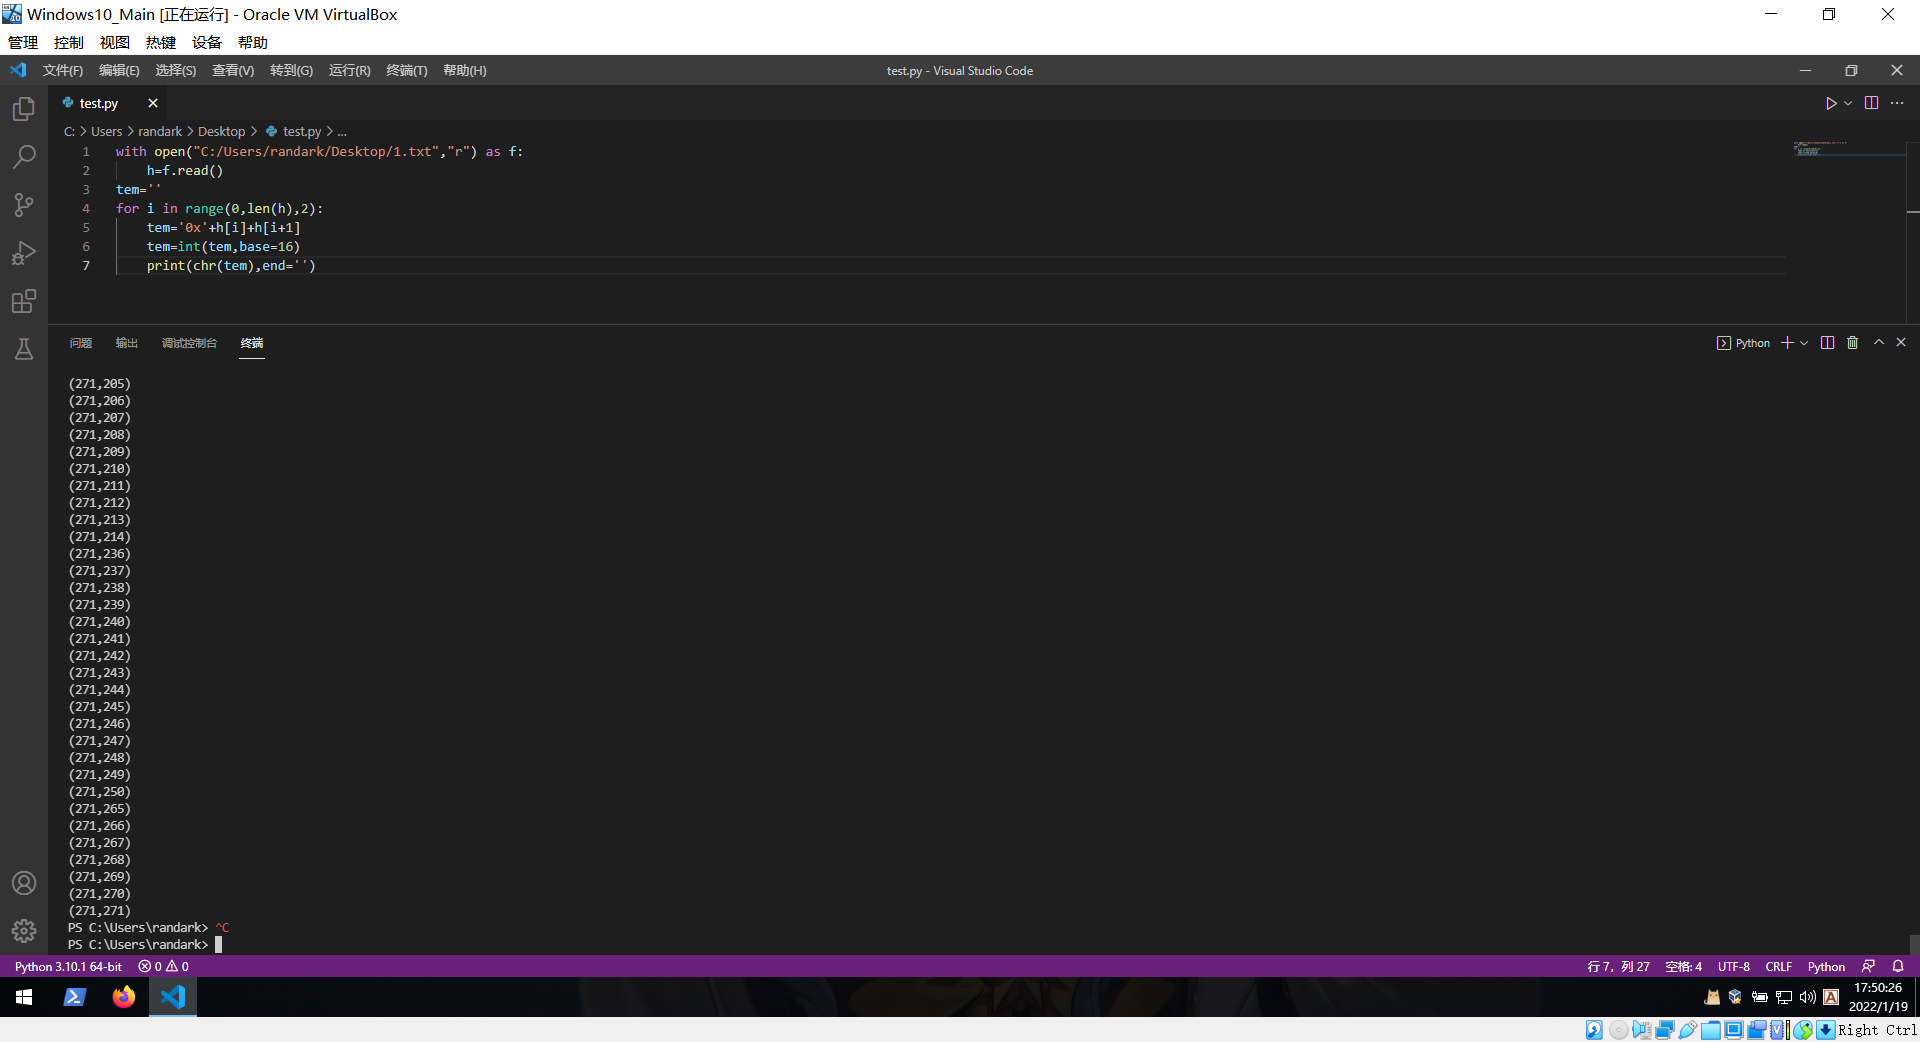 Windows10_Main [正在运行] - Oracle VM VirtualBox
管理 控制 视图 热键 设备 帮助
文件(F) 编辑(E) 选择(S) 查看(V) 转到(G) 运行(R) 终端(T) 帮助(H) test.py - Visual Studio Code
test.py
C: > Users > randark > Desktop > test.py > ...
1 with open("C:/Users/randark/Desktop/1.txt","r") as f:
2 h=f.read()
3 tem=''
4 for i in range(0,len(h),2):
5 tem='0x'+h[i]+h[i+1]
6 tem=int(tem,base=16)
7 print(chr(tem),end='')
问题 输出 调试控制台 终端 Python
(271,205)
(271,206)
(271,207)
(271,208)
(271,209)
(271,210)
(271,211)
(271,212)
(271,213)
(271,214)
(271,236)
(271,237)
(271,238)
(271,239)
(271,240)
(271,241)
(271,242)
(271,243)
(271,244)
(271,245)
(271,246)
(271,247)
(271,248)
(271,249)
(271,250)
(271,265)
(271,266)
(271,267)
(271,268)
(271,269)
(271,270)
(271,271)
PS C:\Users\randark> ^C
PS C:\Users\randark>
Python 3.10.1 64-bit 0 0 行 7，列 27 空格: 4 UTF-8 CRLF Python
17:50:26
2022/1/19
Right Ctrl